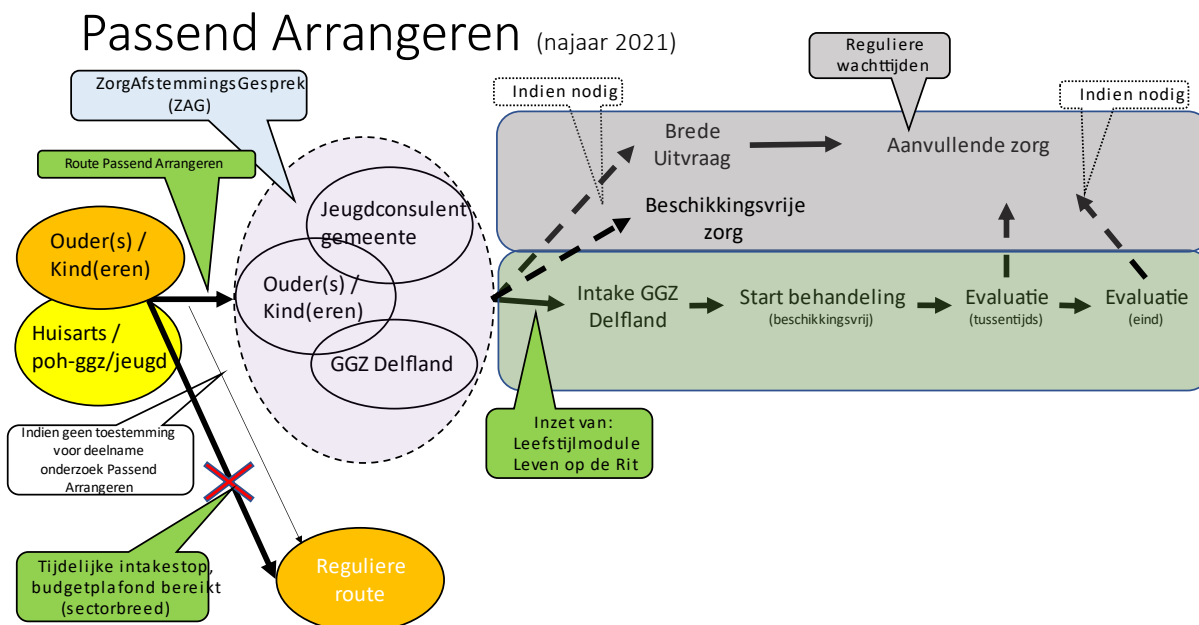 Passend Arrangeren (najaar 2021)
ZorgAfstemmingsGesprek
(ZAG)
Reguliere
wachttijden
Indien nodig
Indien nodig
Route Passend Arrangeren
Brede
Uitvraag
Aanvullende zorg
Jeugdconsulent
gemeente
Beschikkingsvrije
zorg
Ouder(s) /
Kind(eren)
Ouder(s) /
Kind(eren)
Huisarts /
poh-ggz/jeugd
GGZ Delfland
Intake GGZ
Delfland
Start behandeling
(beschikkingsvrij)
Evaluatie
(tussentijds)
Evaluatie
(eind)
Indien geen toestemming
voor deelname
onderzoek Passend
Arrangeren
Inzet van:
Leefstijlmodule
Leven op de Rit
Tijdelijke intakestop,
budgetplafond bereikt
(sectorbreed)
Reguliere
route